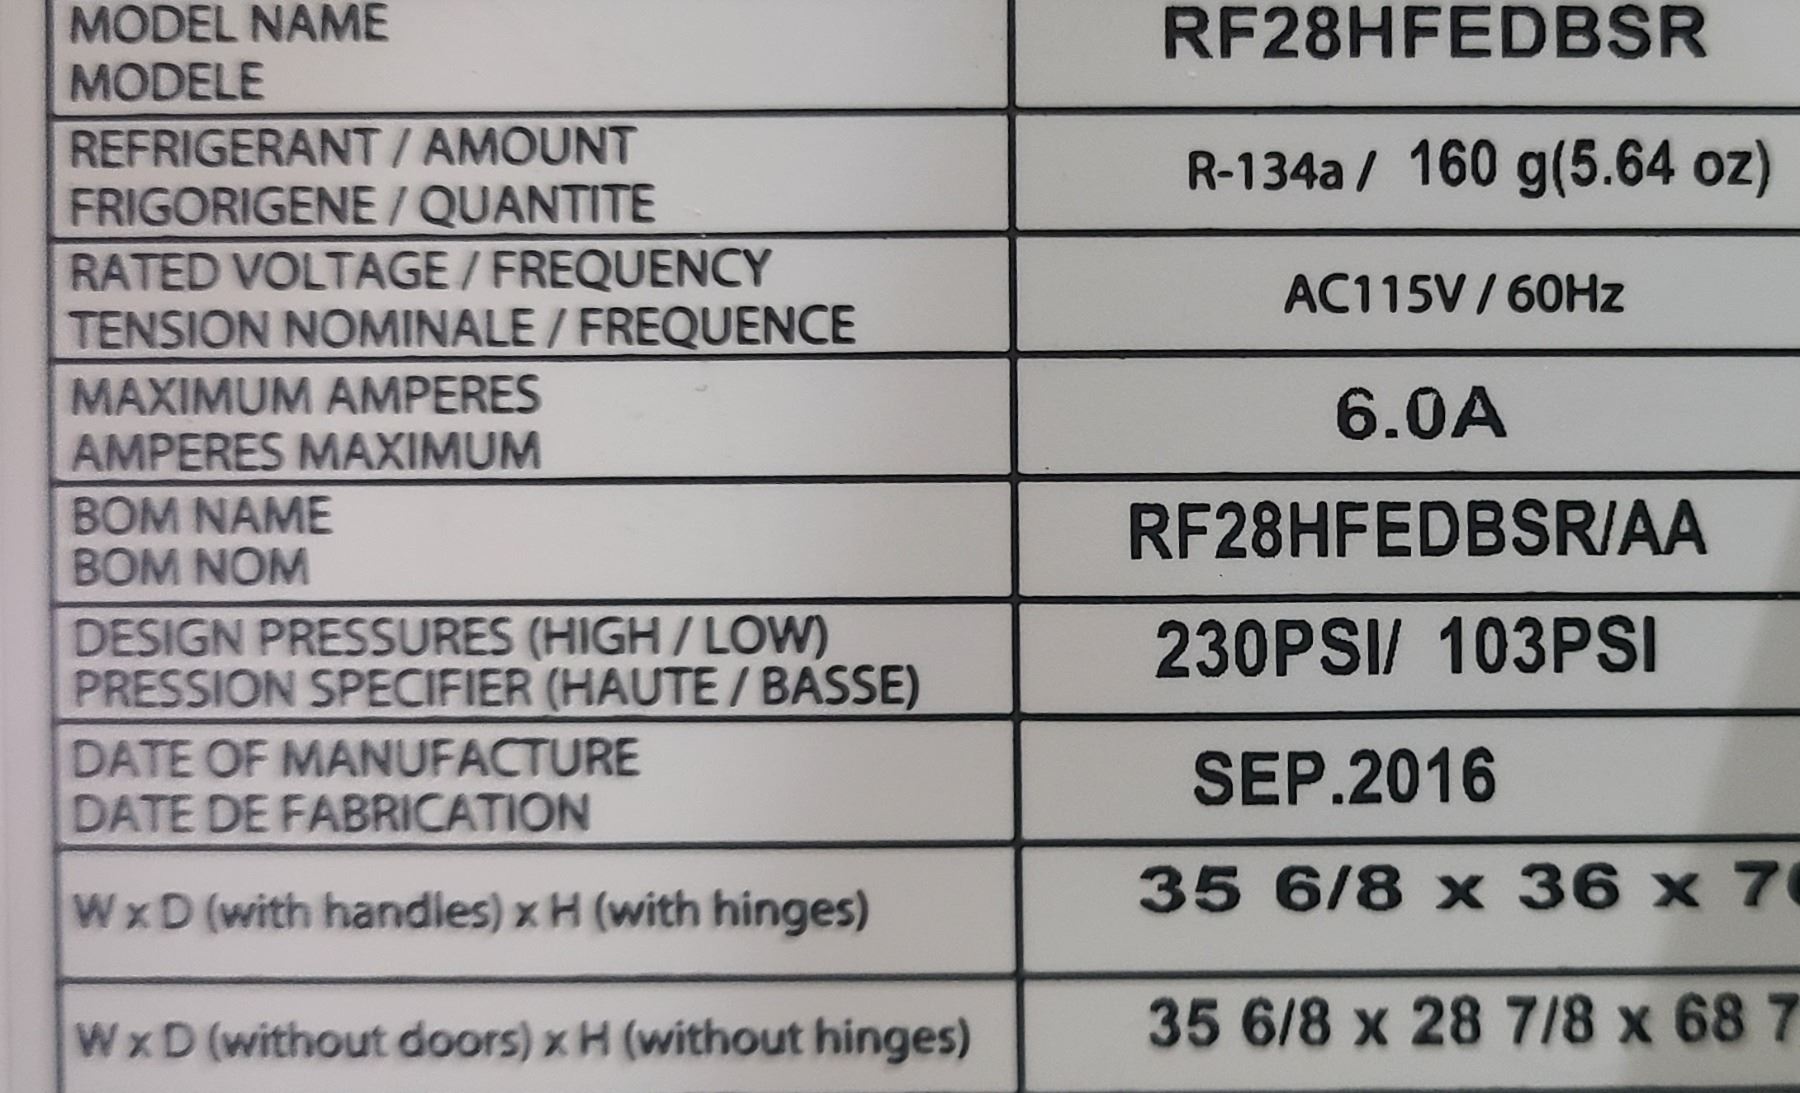 MODEL NAME
MODELE
RF28HFEDBSR
REFRIGERANT / AMOUNT
FRIGORIGENE / QUANTITE
R-134a / 160 g(5.64 oz)
RATED VOLTAGE / FREQUENCY
TENSION NOMINALE / FREQUENCE
AC115V / 60Hz
MAXIMUM AMPERES
AMPERES MAXIMUM
6.0A
BOM NAME
BOM NOM
RF28HFEDBSR/AA
DESIGN PRESSURES (HIGH / LOW)
PRESSION SPECIFIER (HAUTE / BASSE)
230PSI/ 103PSI
DATE OF MANUFACTURE
DATE DE FABRICATION
SEP.2016
W x D (with handles) x H (with hinges)
35 6/8 x 36 x
W x D (without doors) x H (without hinges)
35 6/8 x 28 7/8 x 68 7